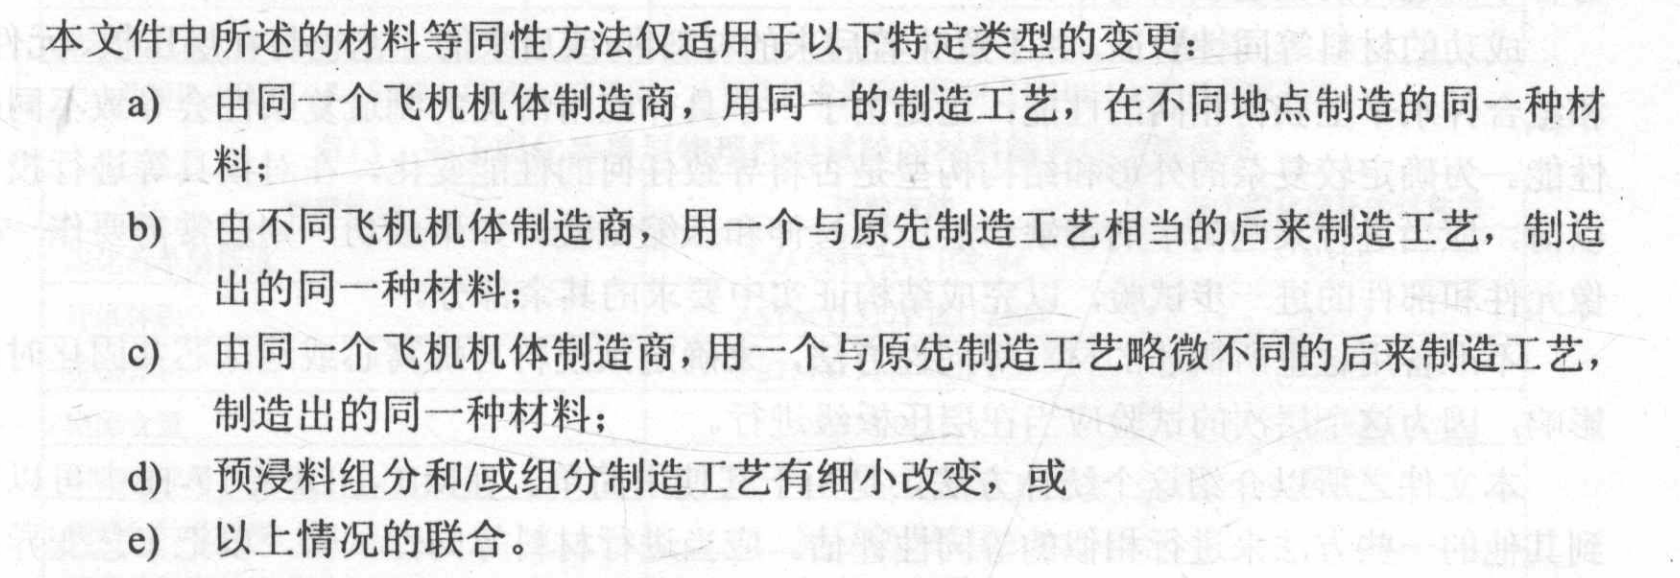 本文件中所述的材料等同性方法仅适用于以下特定类型的变更:
a) 由同一个飞机机体制造商，用同一的制造工艺，在不同地点制造的同一种材
料；
b) 由不同飞机机体制造商，用一个与原先制造工艺相当的后来制造工艺，制造
出的同一种材料；
c) 由同一个飞机机体制造商，用一个与原先制造工艺略微不同的后来制造工艺，
制造出的同一种材料；
d) 预浸料组分和/或组分制造工艺有细小改变，或
e) 以上情况的联合。